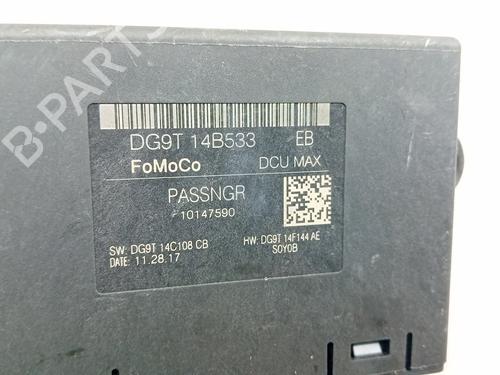 B-PARTS
DG9T 14B533 EB
FoMoCo DCU MAX
PASSNGR
10147590
SW: DG9T 14C108 CB HW: DG9T 14F144 AE
DATE: 11.28.17 SOY0B